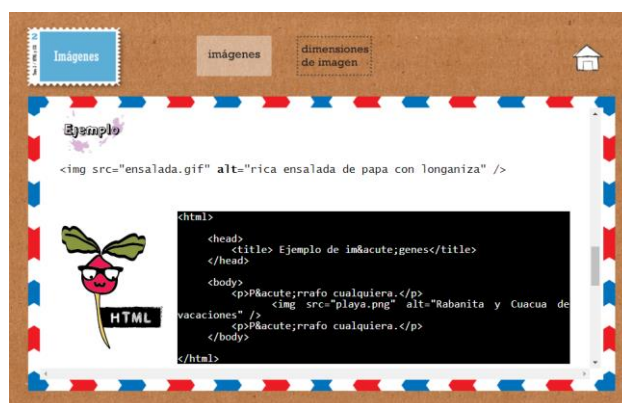 2
Imágenes
imágenes
dimensiones
de imagen
Ejemplo
<img src="ensalada.gif" alt="rica ensalada de papa con longaniza" />
<html>
<head>
<title> Ejemplo de im&acute;genes</title>
</head>
<body>
<p>P&acute;rrafo cualquiera.</p>
<img src="playa.png" alt="Rabanita y Cuacua de
vacaciones" />
<p>P&acute;rrafo cualquiera.</p>
</body>
</html>
HTML